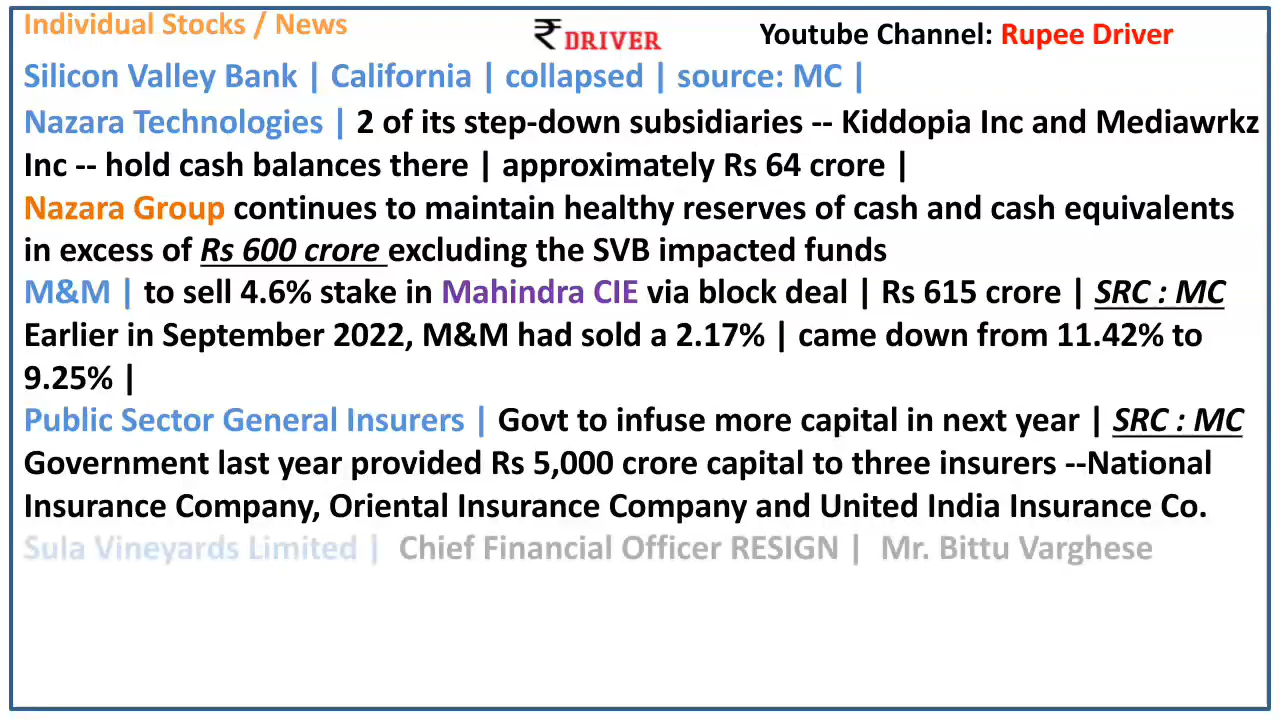 Individual Stocks / News
₹ DRIVER
Youtube Channel: Rupee Driver
Silicon Valley Bank | California | collapsed | source: MC |
Nazara Technologies | 2 of its step-down subsidiaries -- Kiddopia Inc and Mediawrkz
Inc -- hold cash balances there | approximately Rs 64 crore |
Nazara Group continues to maintain healthy reserves of cash and cash equivalents
in excess of Rs 600 crore excluding the SVB impacted funds
M&M | to sell 4.6% stake in Mahindra CIE via block deal | Rs 615 crore | SRC : MC
Earlier in September 2022, M&M had sold a 2.17% | came down from 11.42% to
9.25% |
Public Sector General Insurers | Govt to infuse more capital in next year | SRC : MC
Government last year provided Rs 5,000 crore capital to three insurers --National
Insurance Company, Oriental Insurance Company and United India Insurance Co.
Sula Vineyards Limited | Chief Financial Officer RESIGN | Mr. Bittu Varghese